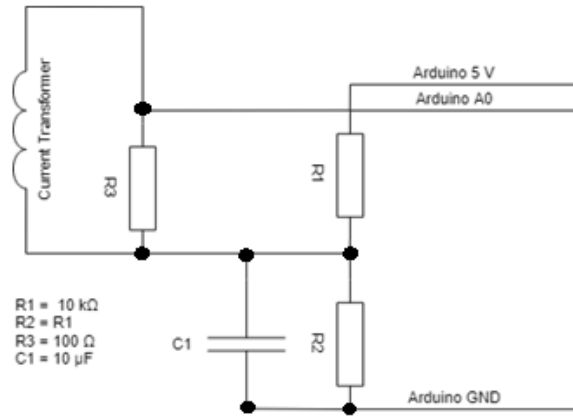 Arduino 5 V
Arduino A0
Current Transformer
R3
R1
R1 = 10 kΩ
R2 = R1
R3 = 100 Ω
C1 = 10 µF
C1
R2
Arduino GND